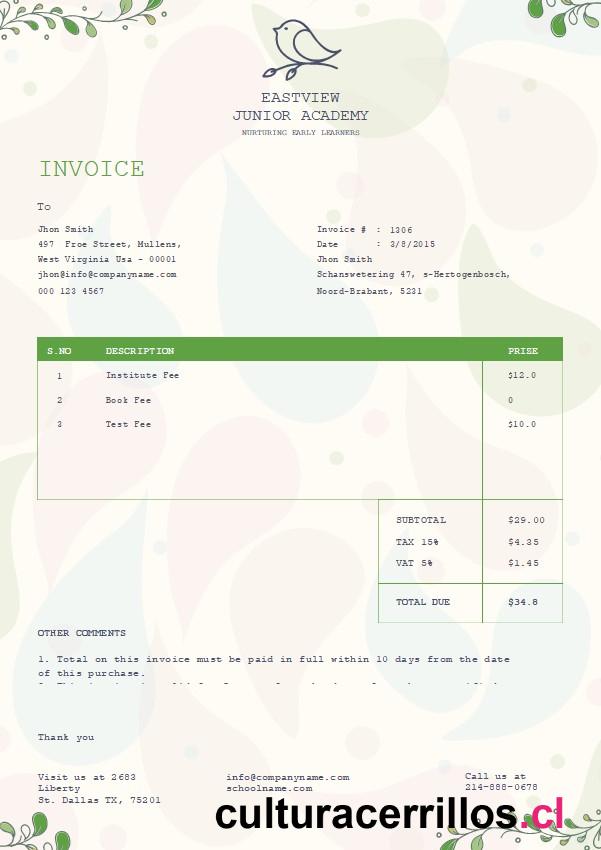 EASTVIEW
JUNIOR ACADEMY
NURTURING EARLY LEARNERS
INVOICE
To
Jhon Smith
497 Froe Street, Mullens,
West Virginia Usa - 00001
jhon@info@companyname.com
000 123 4567
Invoice # : 1306
Date : 3/8/2015
Jhon Smith
Schanswetering 47, s-Hertogenbosch,
Noord-Brabant, 5231
S.NO DESCRIPTION PRIZE
1 Institute Fee $12.0
2 Book Fee 0
3 Test Fee $10.0
SUBTOTAL $29.00
TAX 15% $4.35
VAT 5% $1.45
TOTAL DUE $34.8
OTHER COMMENTS
1. Total on this invoice must be paid in full within 10 days from the date
of this purchase.
Thank you
Visit us at 2683
Liberty
St. Dallas TX, 75201
info@companyname.com
schoolname.com
Call us at
214-888-0678
culturacerrillos.cl